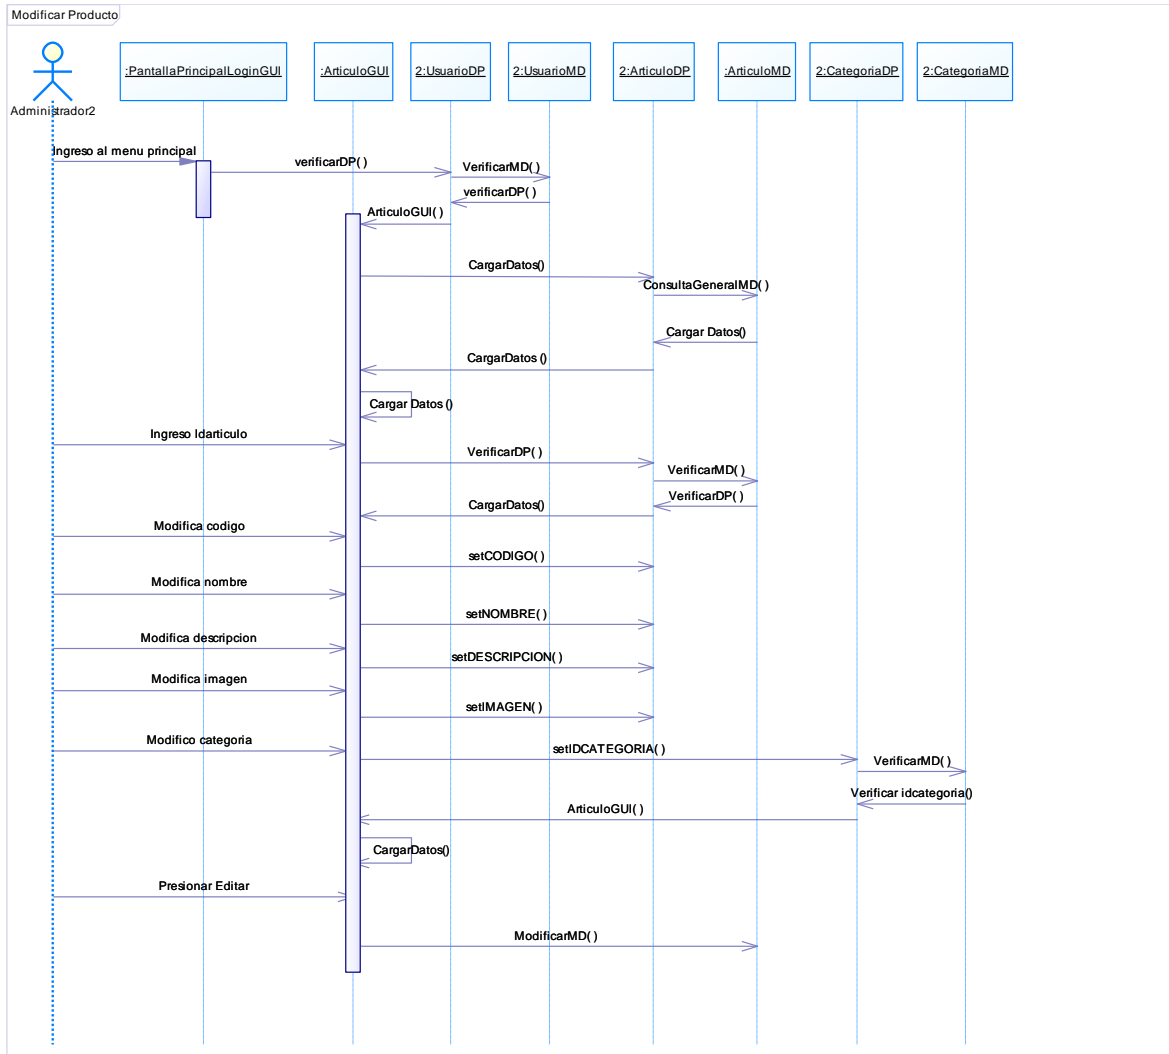 Modificar Producto
:PantallaPrincipalLoginGUI
:ArticuloGUI
2:UsuarioDP
2:UsuarioMD
2:ArticuloDP
:ArticuloMD
2:CategoriaDP
2:CategoriaMD
Administrador2
Ingreso al menu principal
verificarDP( )
VerificarMD( )
verificarDP( )
ArticuloGUI( )
CargarDatos()
ConsultaGeneralMD( )
Cargar Datos()
CargarDatos ()
Cargar Datos ()
Ingreso Idarticulo
VerificarDP( )
VerificarMD( )
VerificarDP( )
CargarDatos()
Modifica codigo
setCODIGO( )
Modifica nombre
setNOMBRE( )
Modifica descripcion
setDESCRIPCION( )
Modifica imagen
setIMAGEN( )
Modifico categoria
setIDCATEGORIA( )
VerificarMD( )
Verificar idcategoria()
ArticuloGUI( )
CargarDatos()
Presionar Editar
ModificarMD( )